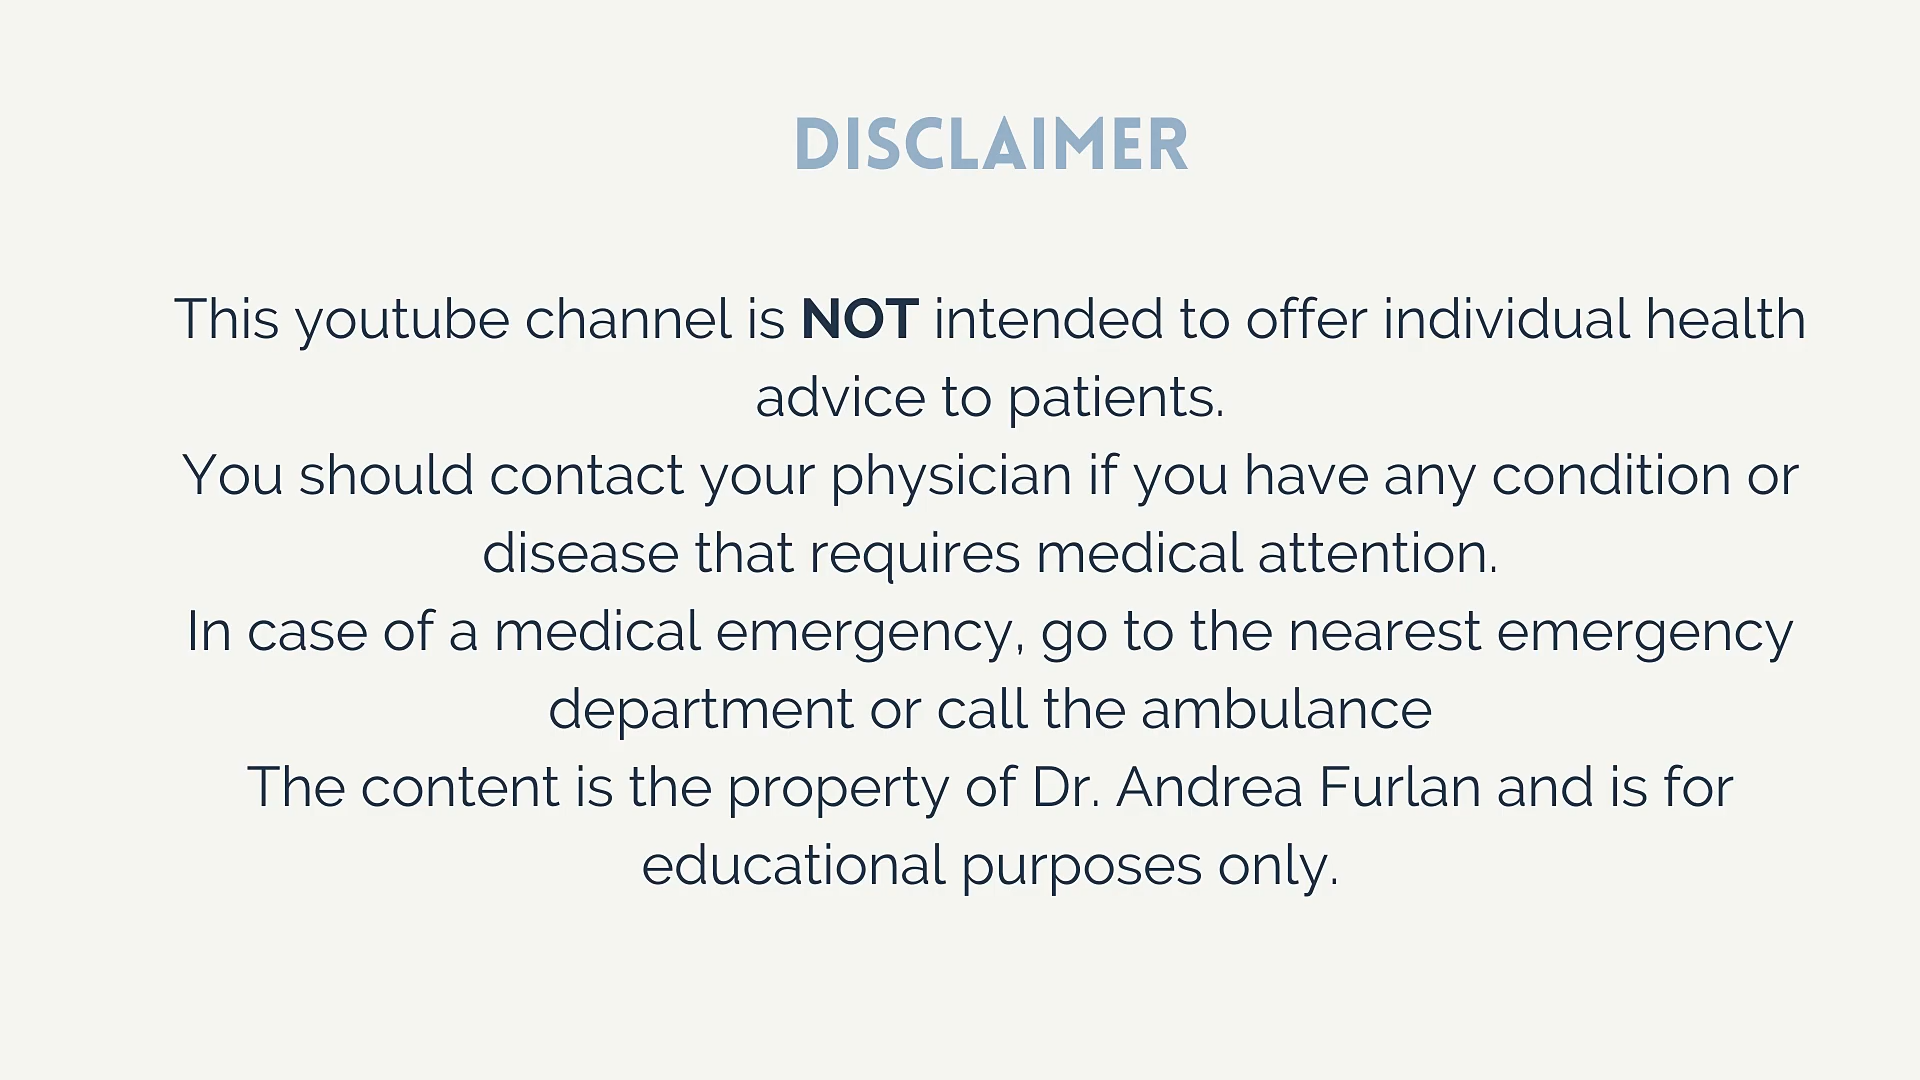 DISCLAIMER
This youtube channel is NOT intended to offer individual health
advice to patients.
You should contact your physician if you have any condition or
disease that requires medical attention.
In case of a medical emergency, go to the nearest emergency
department or call the ambulance
The content is the property of Dr. Andrea Furlan and is for
educational purposes only.